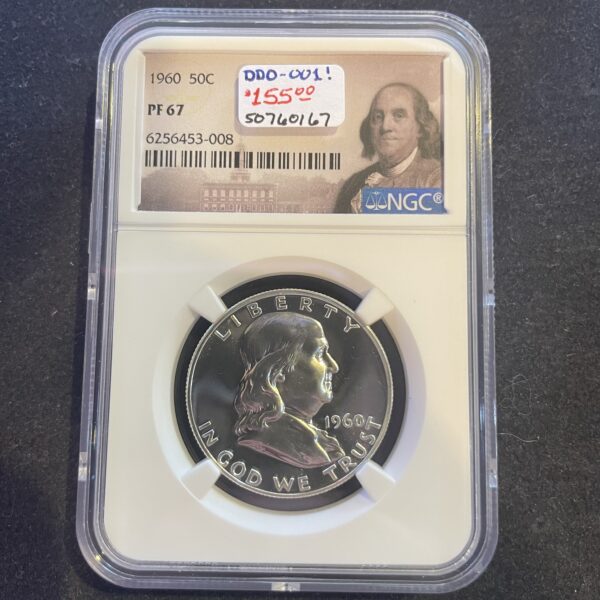 1960 50C
PF 67
6256453-008
DDO-001!
$155.00
50760167
NGC®
LIBERTY
1960
IN GOD WE TRUST